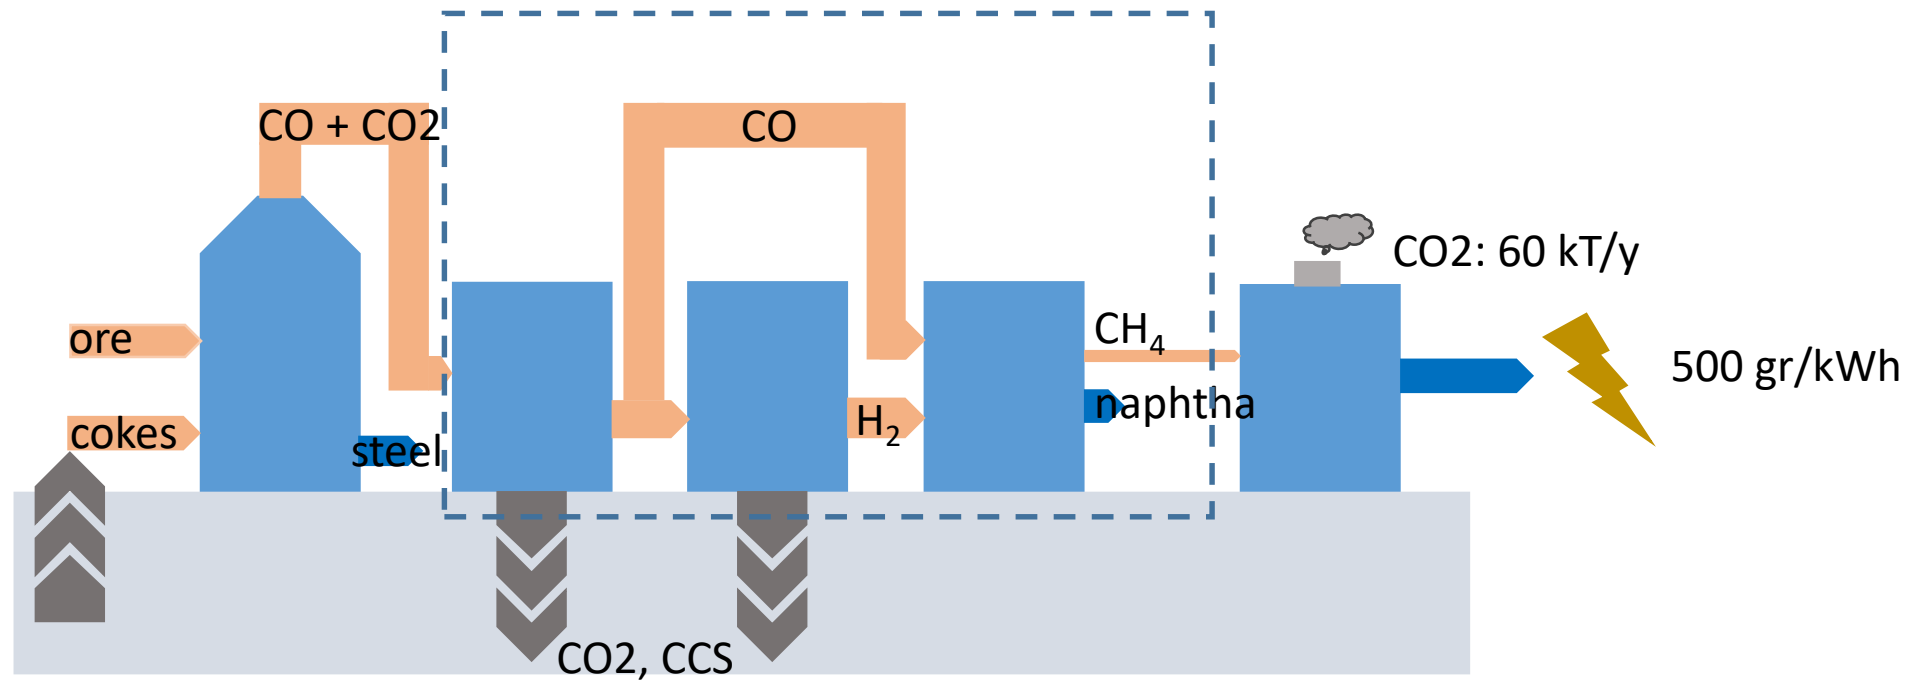 CO + CO2
CO
CO2: 60 kT/y
ore
CH₄
500 gr/kWh
cokes
steel
H₂
naphtha
CO2, CCS